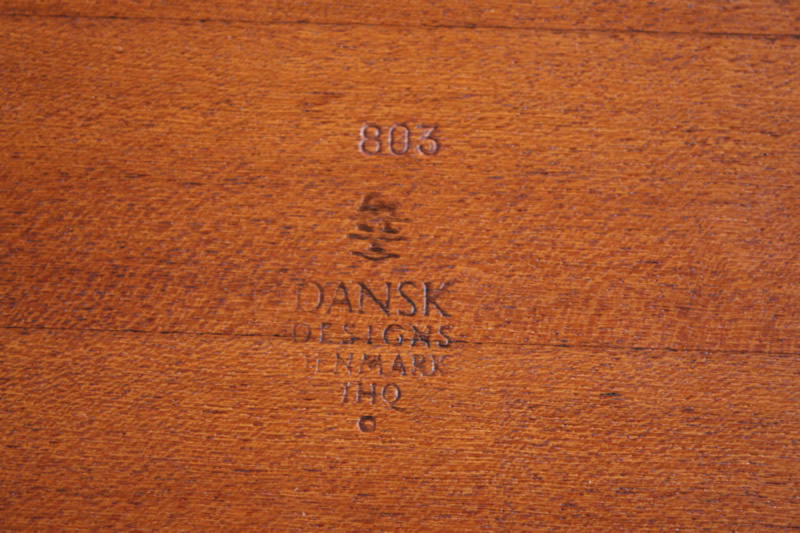 803
DANSK
DESIGNS
DENMARK
IHQ